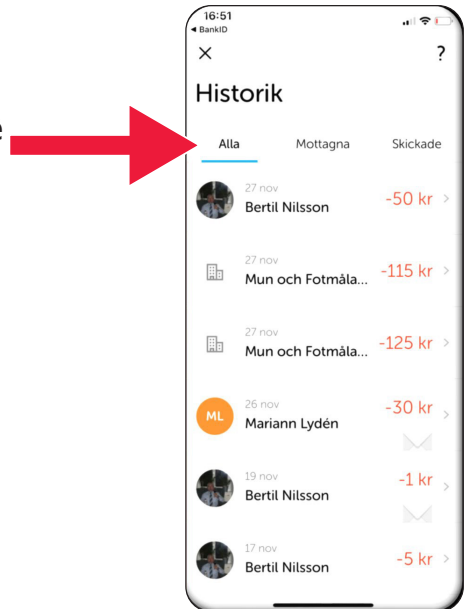 16:51
◀ BankID
× ?
Historik
e
Alla Mottagna Skickade
27 nov
Bertil Nilsson -50 kr >
27 nov
Mun och Fotmåla... -115 kr >
27 nov
Mun och Fotmåla... -125 kr >
ML
26 nov
Mariann Lydén -30 kr >
19 nov
Bertil Nilsson -1 kr >
17 nov
Bertil Nilsson -5 kr >